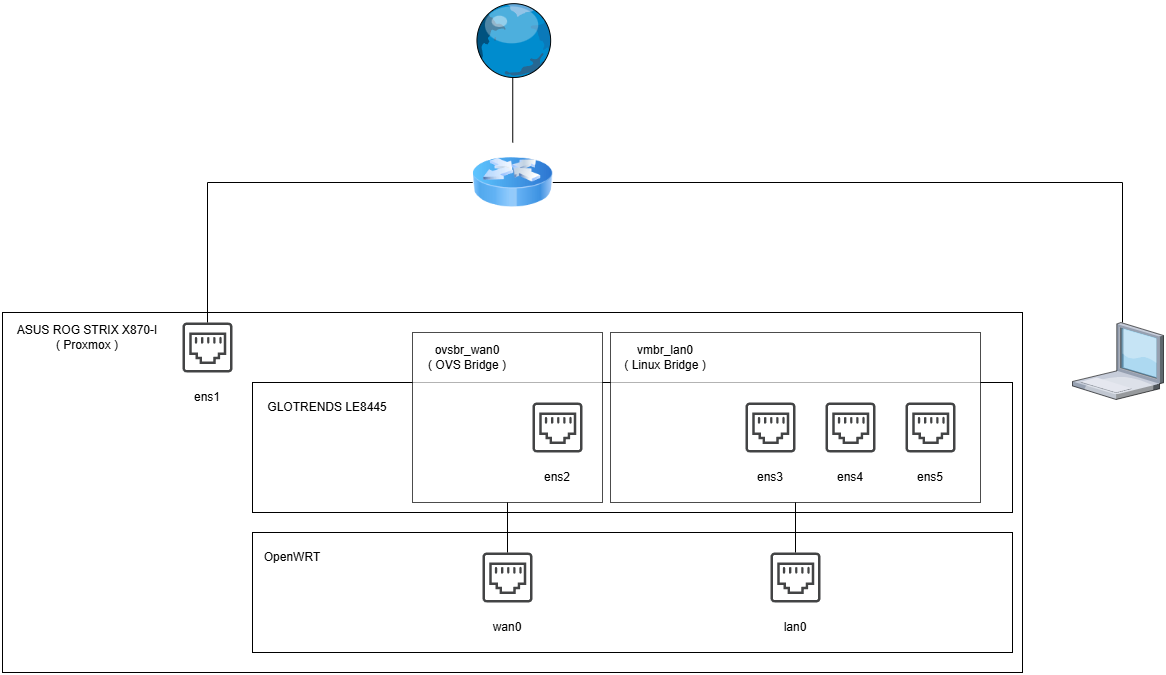 ASUS ROG STRIX X870-I
( Proxmox )
ens1
ovsbr_wan0
( OVS Bridge )
vmbr_lan0
( Linux Bridge )
GLOTRENDS LE8445
ens2
ens3
ens4
ens5
OpenWRT
wan0
lan0